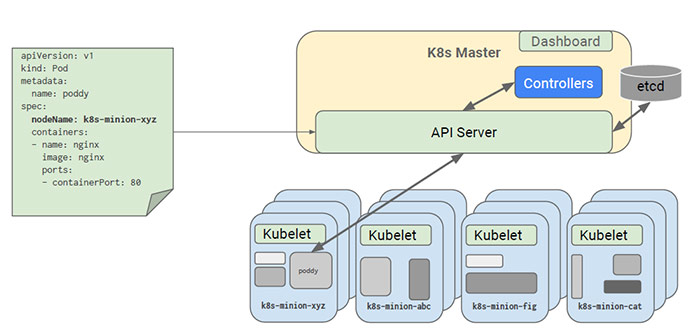 apiVersion: v1
kind: Pod
metadata:
  name: poddy
spec:
  nodeName: k8s-minion-xyz
  containers:
  - name: nginx
    image: nginx
    ports:
    - containerPort: 80
Dashboard
K8s Master
Controllers
etcd
API Server
Kubelet
poddy
k8s-minion-xyz
Kubelet
k8s-minion-abc
Kubelet
k8s-minion-fig
Kubelet
k8s-minion-cat